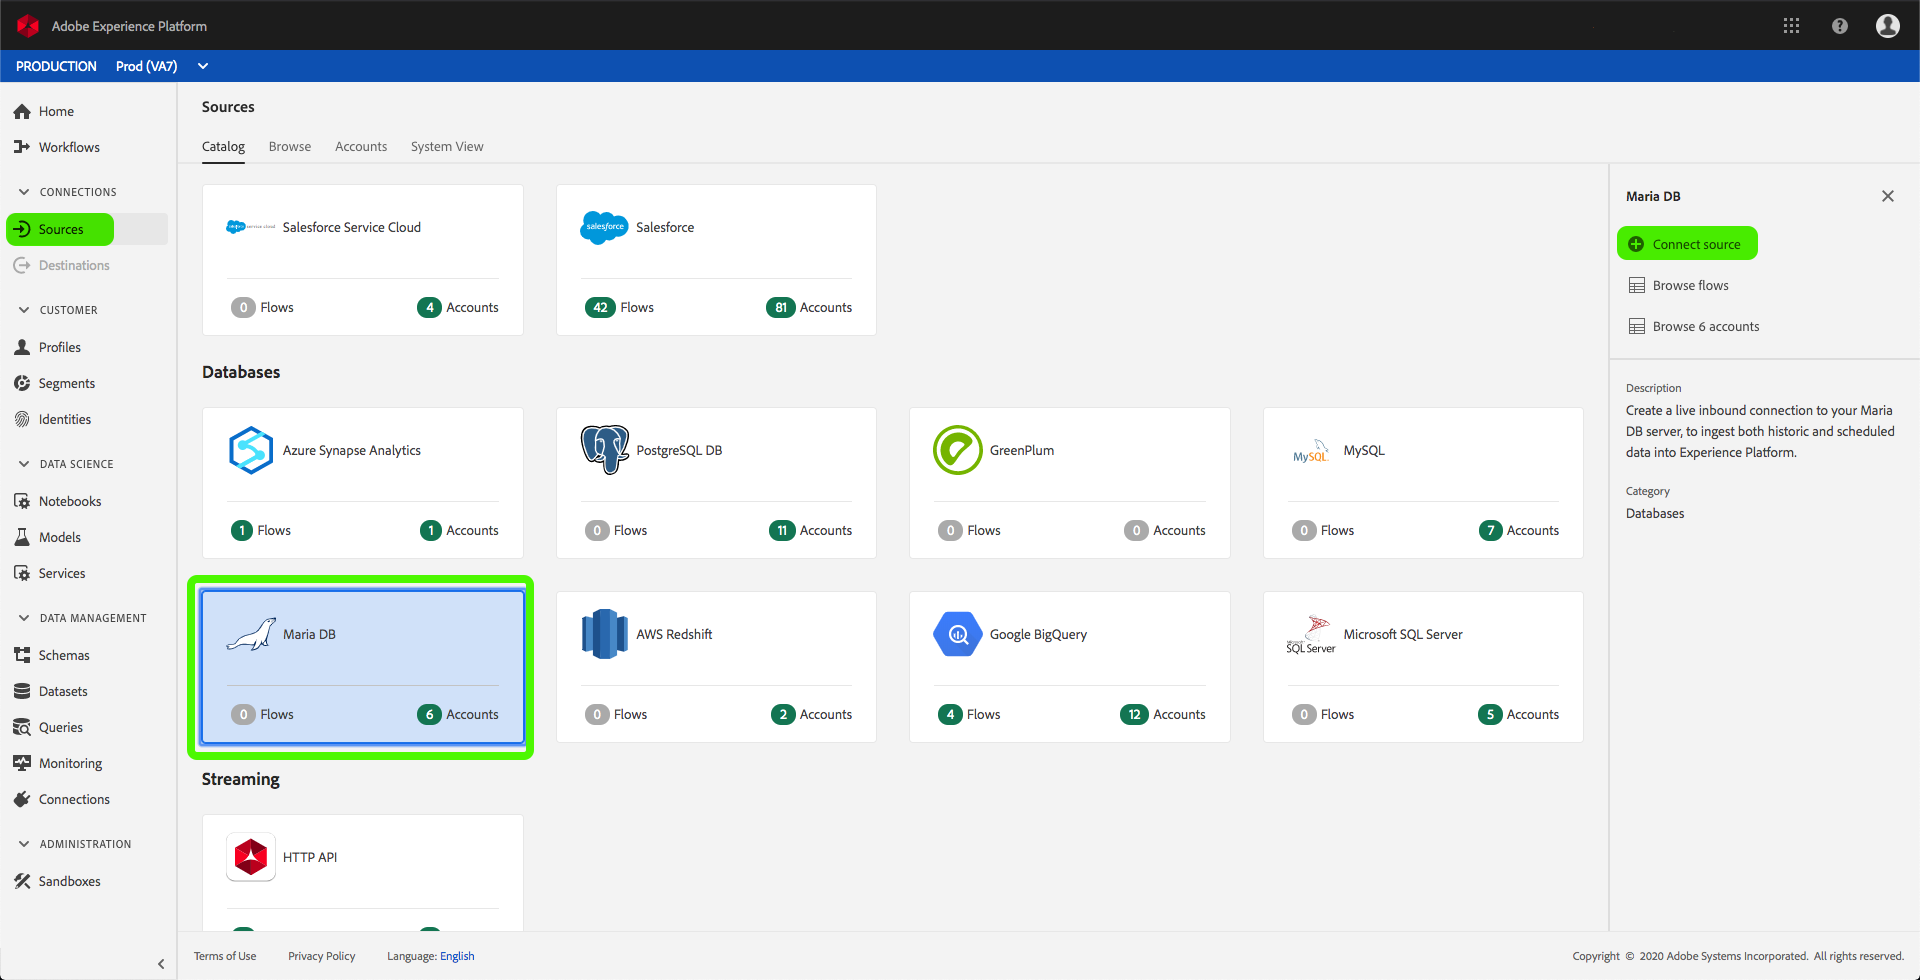 Adobe Experience Platform
PRODUCTION Prod (VA7)
Home
Workflows
CONNECTIONS
Sources
Destinations
CUSTOMER
Profiles
Segments
Identities
DATA SCIENCE
Notebooks
Models
Services
DATA MANAGEMENT
Schemas
Datasets
Queries
Monitoring
Connections
ADMINISTRATION
Sandboxes
Sources
Catalog Browse Accounts System View
Salesforce Service Cloud
0 Flows 4 Accounts
salesforce Salesforce
42 Flows 81 Accounts
Databases
Azure Synapse Analytics
1 Flows 1 Accounts
PostgreSQL DB
0 Flows 11 Accounts
GreenPlum
0 Flows 0 Accounts
MySQL MySQL
0 Flows 7 Accounts
Maria DB
0 Flows 6 Accounts
AWS Redshift
0 Flows 2 Accounts
Google BigQuery
4 Flows 12 Accounts
Microsoft SQL Server
SQL Server
0 Flows 5 Accounts
Streaming
HTTP API
Maria DB
Connect source
Browse flows
Browse 6 accounts
Description
Create a live inbound connection to your Maria
DB server, to ingest both historic and scheduled
data into Experience Platform.
Category
Databases
Terms of Use Privacy Policy Language: English
Copyright © 2020 Adobe Systems Incorporated. All rights reserved.